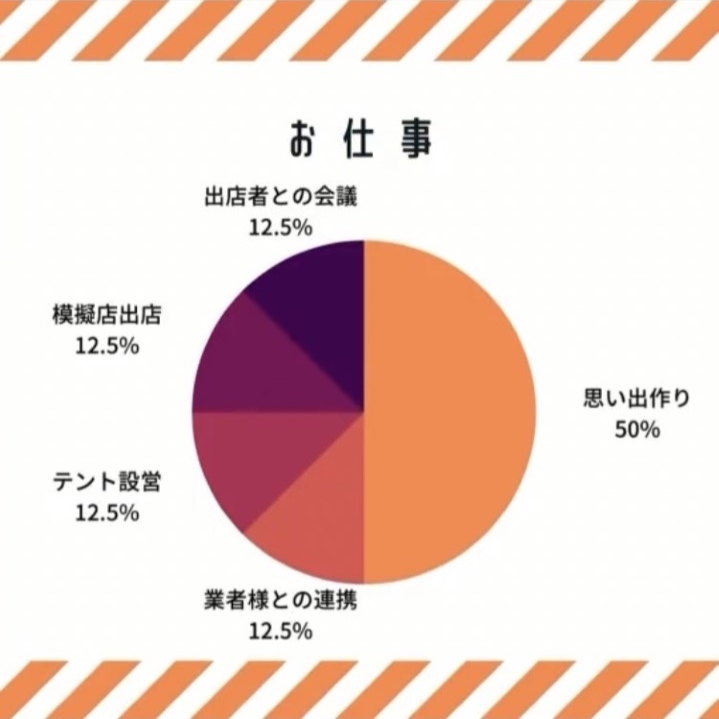 お仕事
出店者との会議
12.5%
模擬店出店
12.5%
思い出作り
50%
テント設営
12.5%
業者様との連携
12.5%